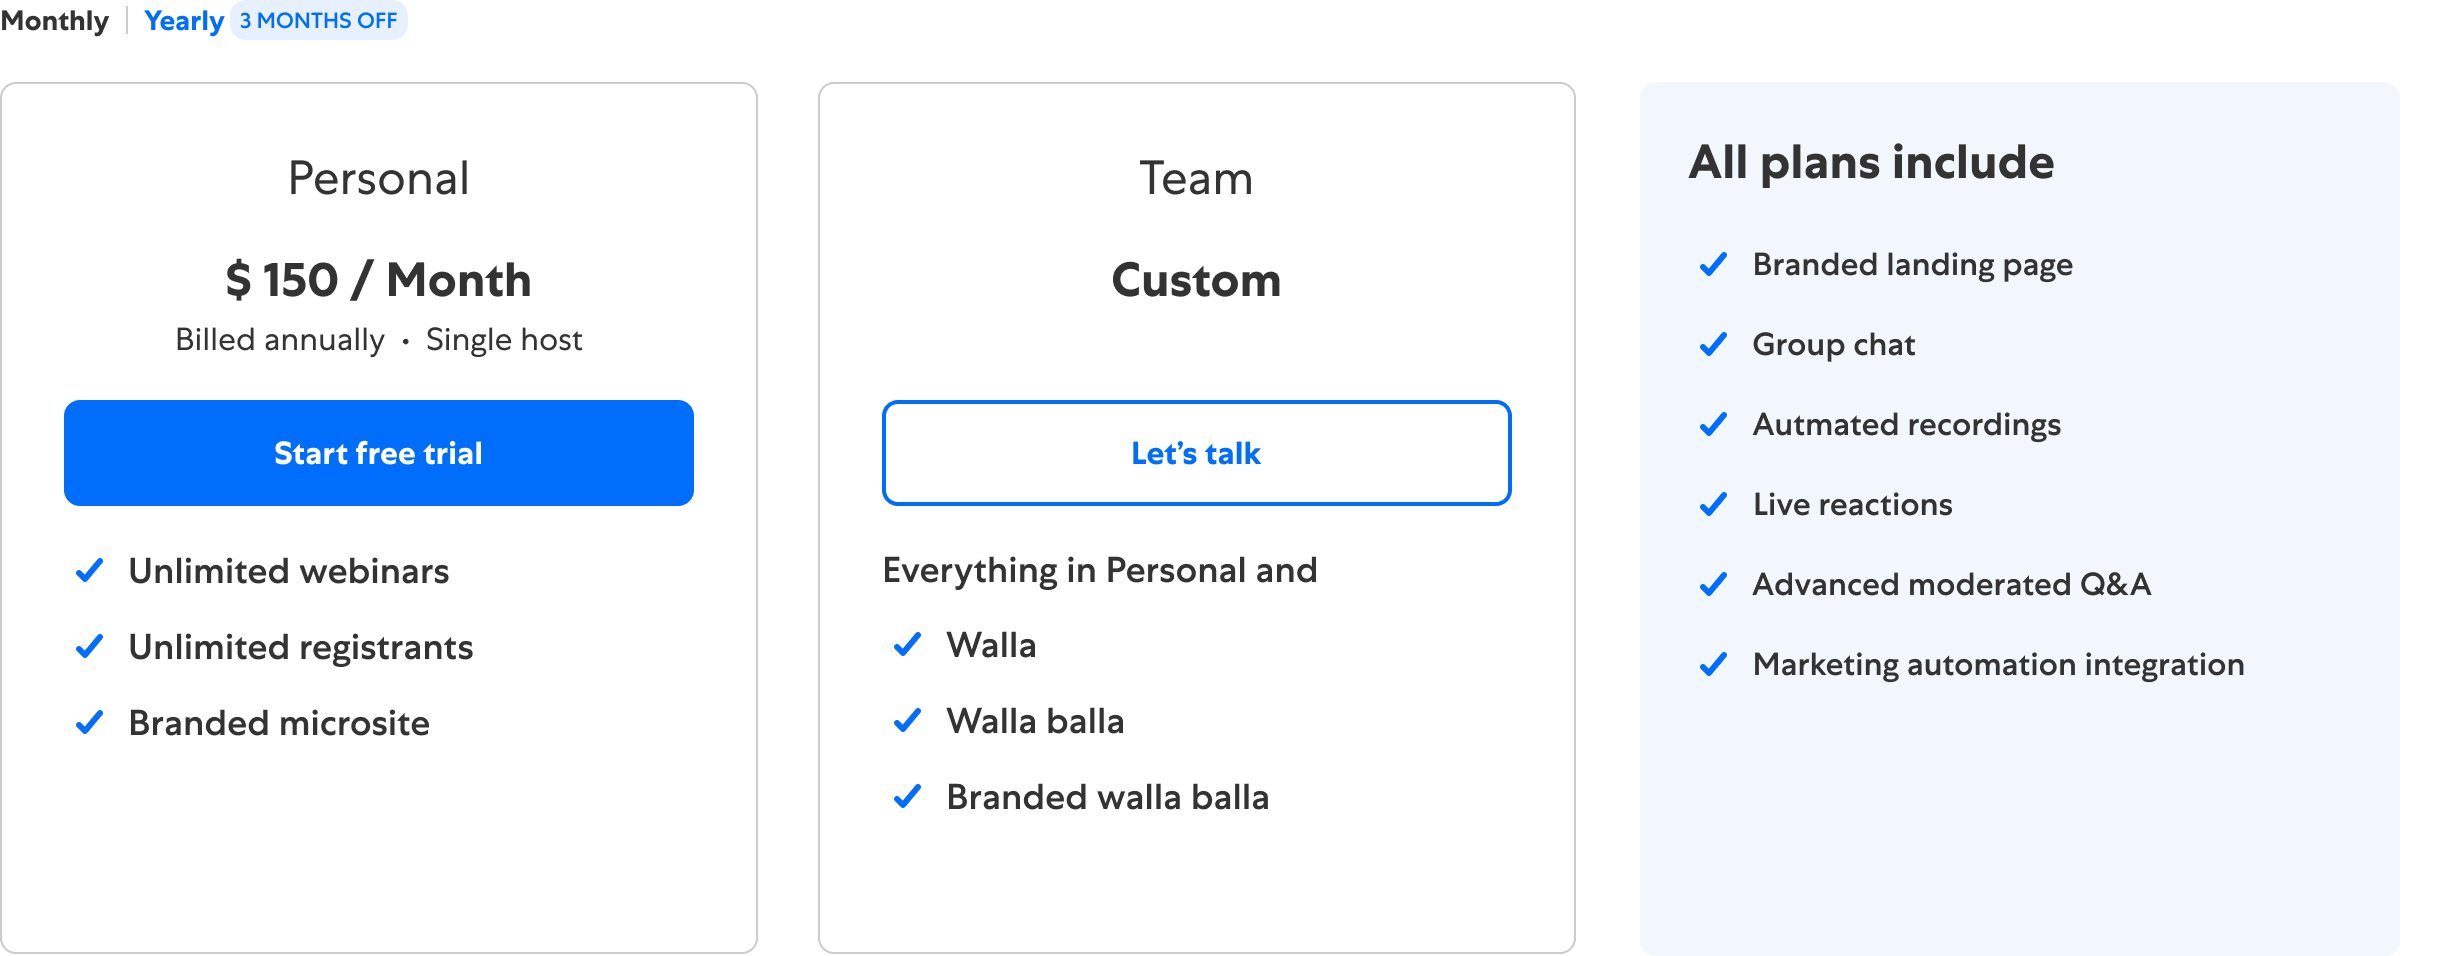 Monthly | Yearly 3 MONTHS OFF
Personal
$ 150 / Month
Billed annually • Single host
Start free trial
Unlimited webinars
Unlimited registrants
Branded microsite
Team
Custom
Let’s talk
Everything in Personal and
Walla
Walla balla
Branded walla balla
All plans include
Branded landing page
Group chat
Autmated recordings
Live reactions
Advanced moderated Q&A
Marketing automation integration